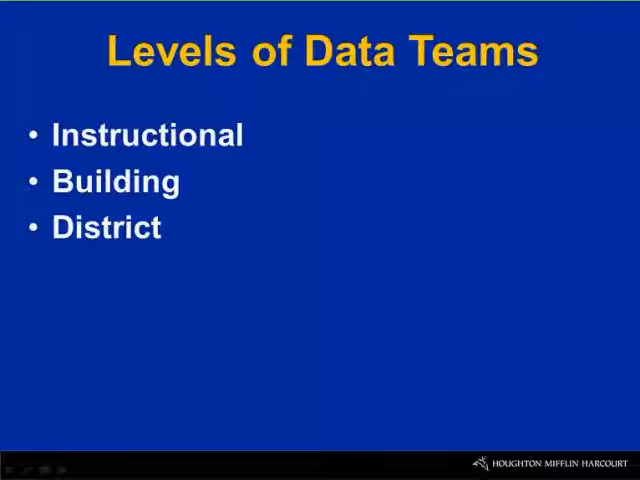 Levels of Data Teams
• Instructional
• Building
• District
HOUGHTON MIFFLIN HARCOURT